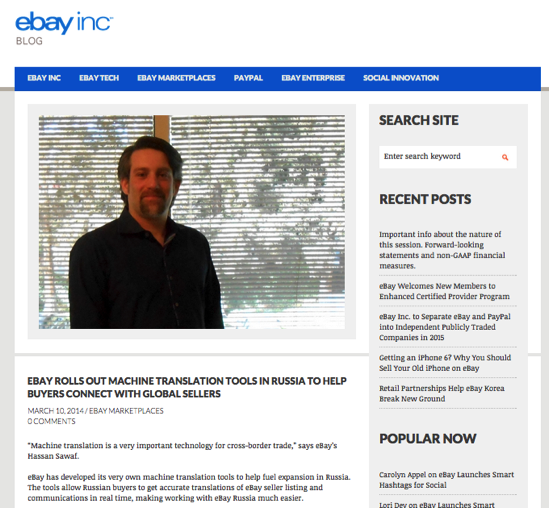 ebay inc™
BLOG
EBAY INC EBAY TECH EBAY MARKETPLACES PAYPAL EBAY ENTERPRISE SOCIAL INNOVATION
EBAY ROLLS OUT MACHINE TRANSLATION TOOLS IN RUSSIA TO HELP
BUYERS CONNECT WITH GLOBAL SELLERS
MARCH 10, 2014 / EBAY MARKETPLACES
0 COMMENTS
“Machine translation is a very important technology for cross-border trade,” says eBay’s
Hassan Sawaf.
eBay has developed its very own machine translation tools to help fuel expansion in Russia.
The tools allow Russian buyers to get accurate translations of eBay seller listing and
communications in real time, making working with eBay Russia much easier.
SEARCH SITE
Enter search keyword
RECENT POSTS
Important info about the nature of
this session. Forward-looking
statements and non-GAAP financial
measures.
eBay Welcomes New Members to
Enhanced Certified Provider Program
eBay Inc. to Separate eBay and PayPal
into Independent Publicly Traded
Companies in 2015
Getting an iPhone 6? Why You Should
Sell Your Old iPhone on eBay
Retail Partnerships Help eBay Korea
Break New Ground
POPULAR NOW
Carolyn Appel on eBay Launches Smart
Hashtags for Social
Lori Dev on eBay Launches Smart